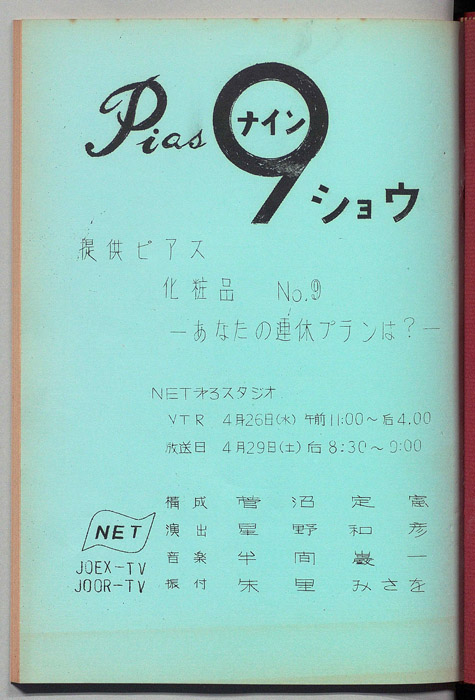 Pias 9 ナイン ショウ
提供ピアス
化粧品 No.9
―あなたの連休プランは?―
NETオ3スタジオ
VTR 4月26日(水) 午前11:00~后4.00
放送日 4月29日(土) 后8:30~9:00
構成 菅沼定憲
演出 星野和彦
音楽 半間巖一
振付 朱里みさを
NET
JOEX-TV
JOOR-TV